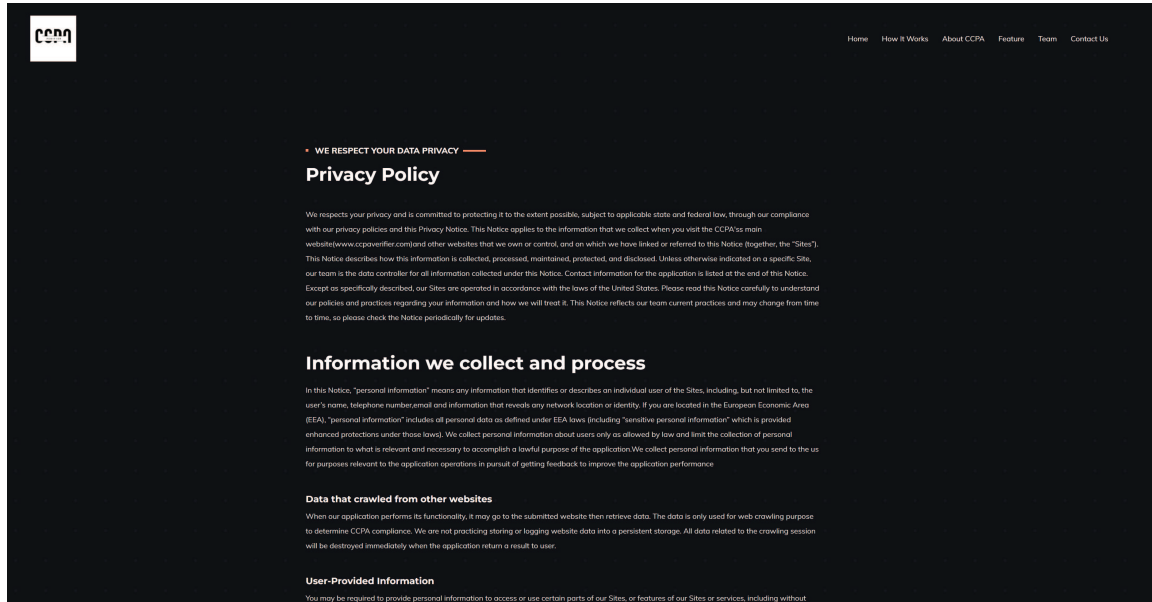 CCPA
Home How It Works About CCPA Feature Team Contact Us
WE RESPECT YOUR DATA PRIVACY
Privacy Policy
We respects your privacy and is committed to protecting it to the extent possible, subject to applicable state and federal law, through our compliance
with our privacy policies and this Privacy Notice. This Notice applies to the information that we collect when you visit the CCPA'ss main
website(www.ccpaverifier.com)and other websites that we own or control, and on which we have linked or referred to this Notice (together, the “Sites”).
This Notice describes how this information is collected, processed, maintained, protected, and disclosed. Unless otherwise indicated on a specific Site,
our team is the data controller for all information collected under this Notice. Contact information for the application is listed at the end of this Notice.
Except as specifically described, our Sites are operated in accordance with the laws of the United States. Please read this Notice carefully to understand
our policies and practices regarding your information and how we will treat it. This Notice reflects our team current practices and may change from time
to time, so please check the Notice periodically for updates.
Information we collect and process
In this Notice, “personal information” means any information that identifies or describes an individual user of the Sites, including, but not limited to, the
user’s name, telephone number,email and information that reveals any network location or identity. If you are located in the European Economic Area
(EEA), “personal information” includes all personal data as defined under EEA laws (including “sensitive personal information” which is provided
enhanced protections under those laws). We collect personal information about users only as allowed by law and limit the collection of personal
information to what is relevant and necessary to accomplish a lawful purpose of the application.We collect personal information that you send to the us
for purposes relevant to the application operations in pursuit of getting feedback to improve the application performance
Data that crawled from other websites
When our application performs its functionality, it may go to the submitted website then retrieve data. The data is only used for web crawling purpose
to determine CCPA compliance. We are not practicing storing or logging website data into a persistent storage. All data related to the crawling session
will be destroyed immediately when the application return a result to user.
User-Provided Information
You may be required to provide personal information to access or use certain parts of our Sites, or features of our Sites or services, including without